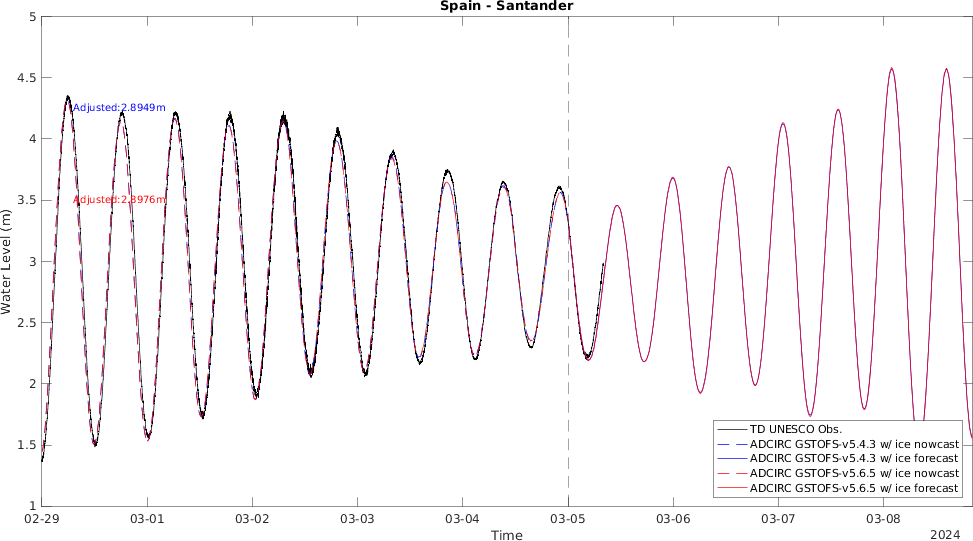 Spain - Santander
5
4.5
4
3.5
3
2.5
2
1.5
1
Water Level (m)
Adjusted:2.8949m
Adjusted:2.8976m
TD UNESCO Obs.
ADCIRC GSTOFS-v5.4.3 w/ ice nowcast
ADCIRC GSTOFS-v5.4.3 w/ ice forecast
ADCIRC GSTOFS-v5.6.5 w/ ice nowcast
ADCIRC GSTOFS-v5.6.5 w/ ice forecast
02-29 03-01 03-02 03-03 03-04 03-05 03-06 03-07 03-08
Time
2024